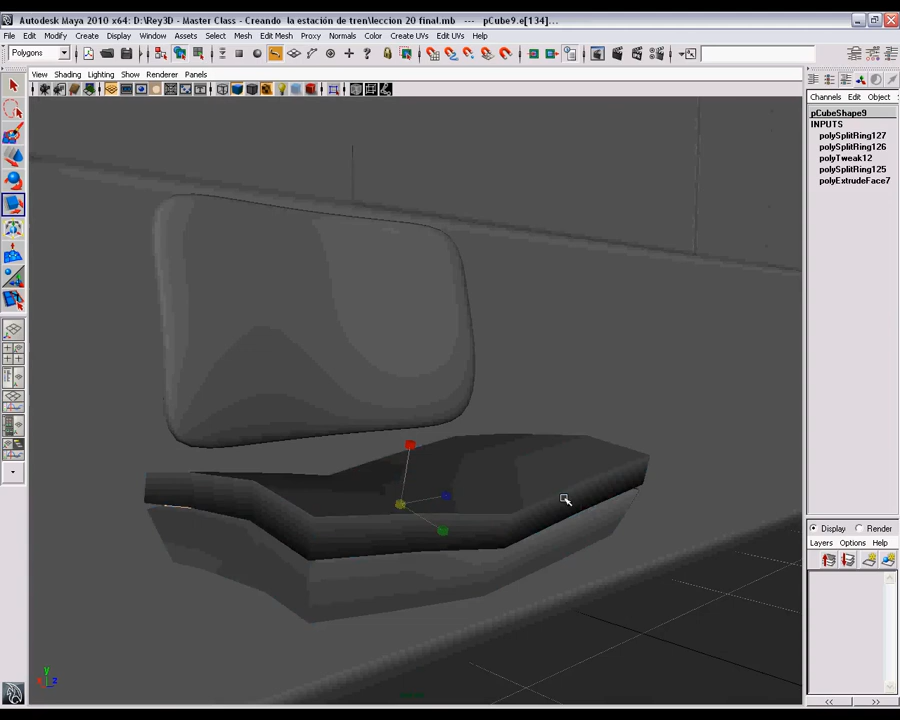 Autodesk Maya 2010 x64: D:\Rey3D - Master Class - Creando la estación de tren\leccion 20 final.mb --- pCube9.e[134]...
File Edit Modify Create Display Window Assets Select Mesh Edit Mesh Proxy Normals Color Create UVs Edit UVs Help
Polygons
View Shading Lighting Show Renderer Panels
Channels Edit Object
pCubeShape9
INPUTS
polySplitRing127
polySplitRing126
polyTweak12
polySplitRing125
polyExtrudeFace7
Display Render
Layers Options Help
<< >>
y
x z